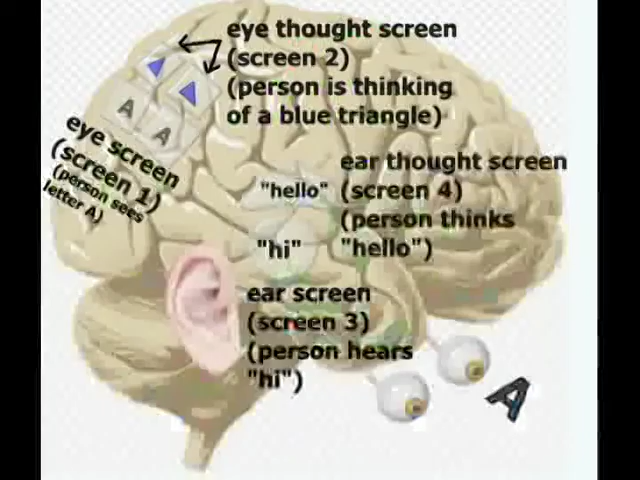 eye thought screen
(screen 2)
(person is thinking
of a blue triangle)
A A
eye screen
(screen 1)
(person sees
letter A)
ear thought screen
(screen 4)
(person thinks
"hello")
"hello"
"hi"
ear screen
(screen 3)
(person hears
"hi")
A